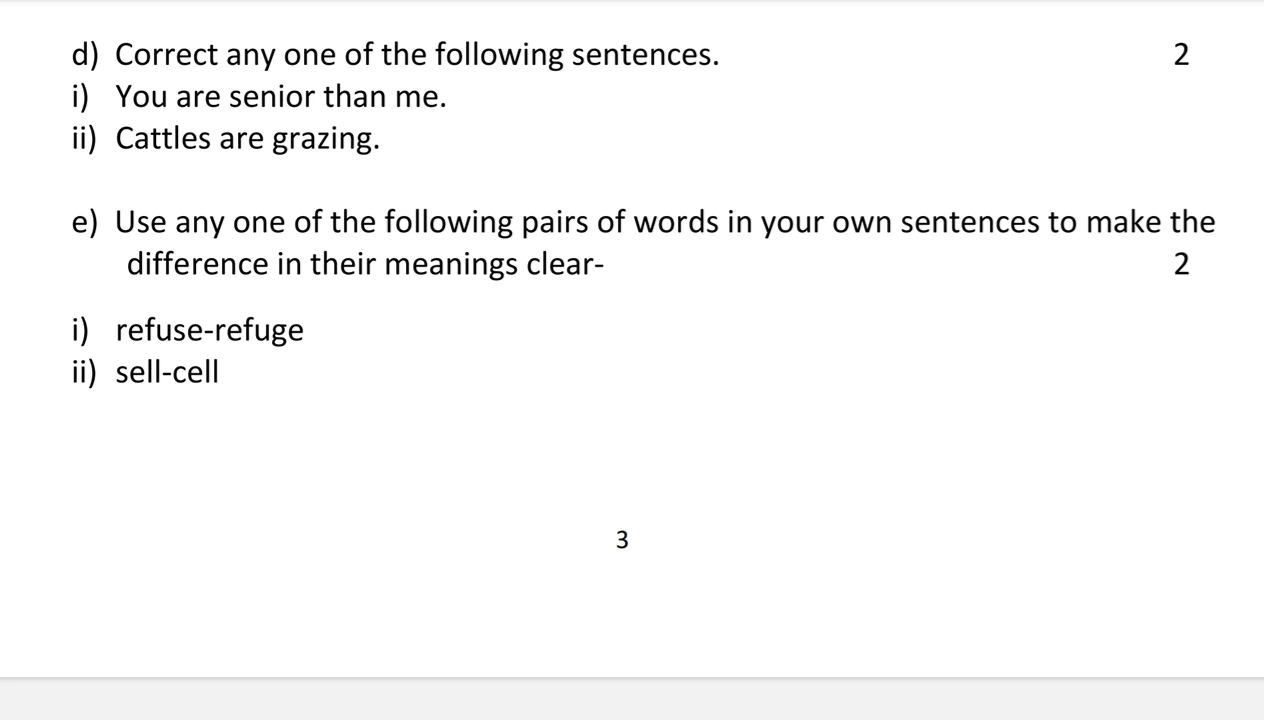 d) Correct any one of the following sentences. 2
i) You are senior than me.
ii) Cattles are grazing.
e) Use any one of the following pairs of words in your own sentences to make the
difference in their meanings clear- 2
i) refuse-refuge
ii) sell-cell
3